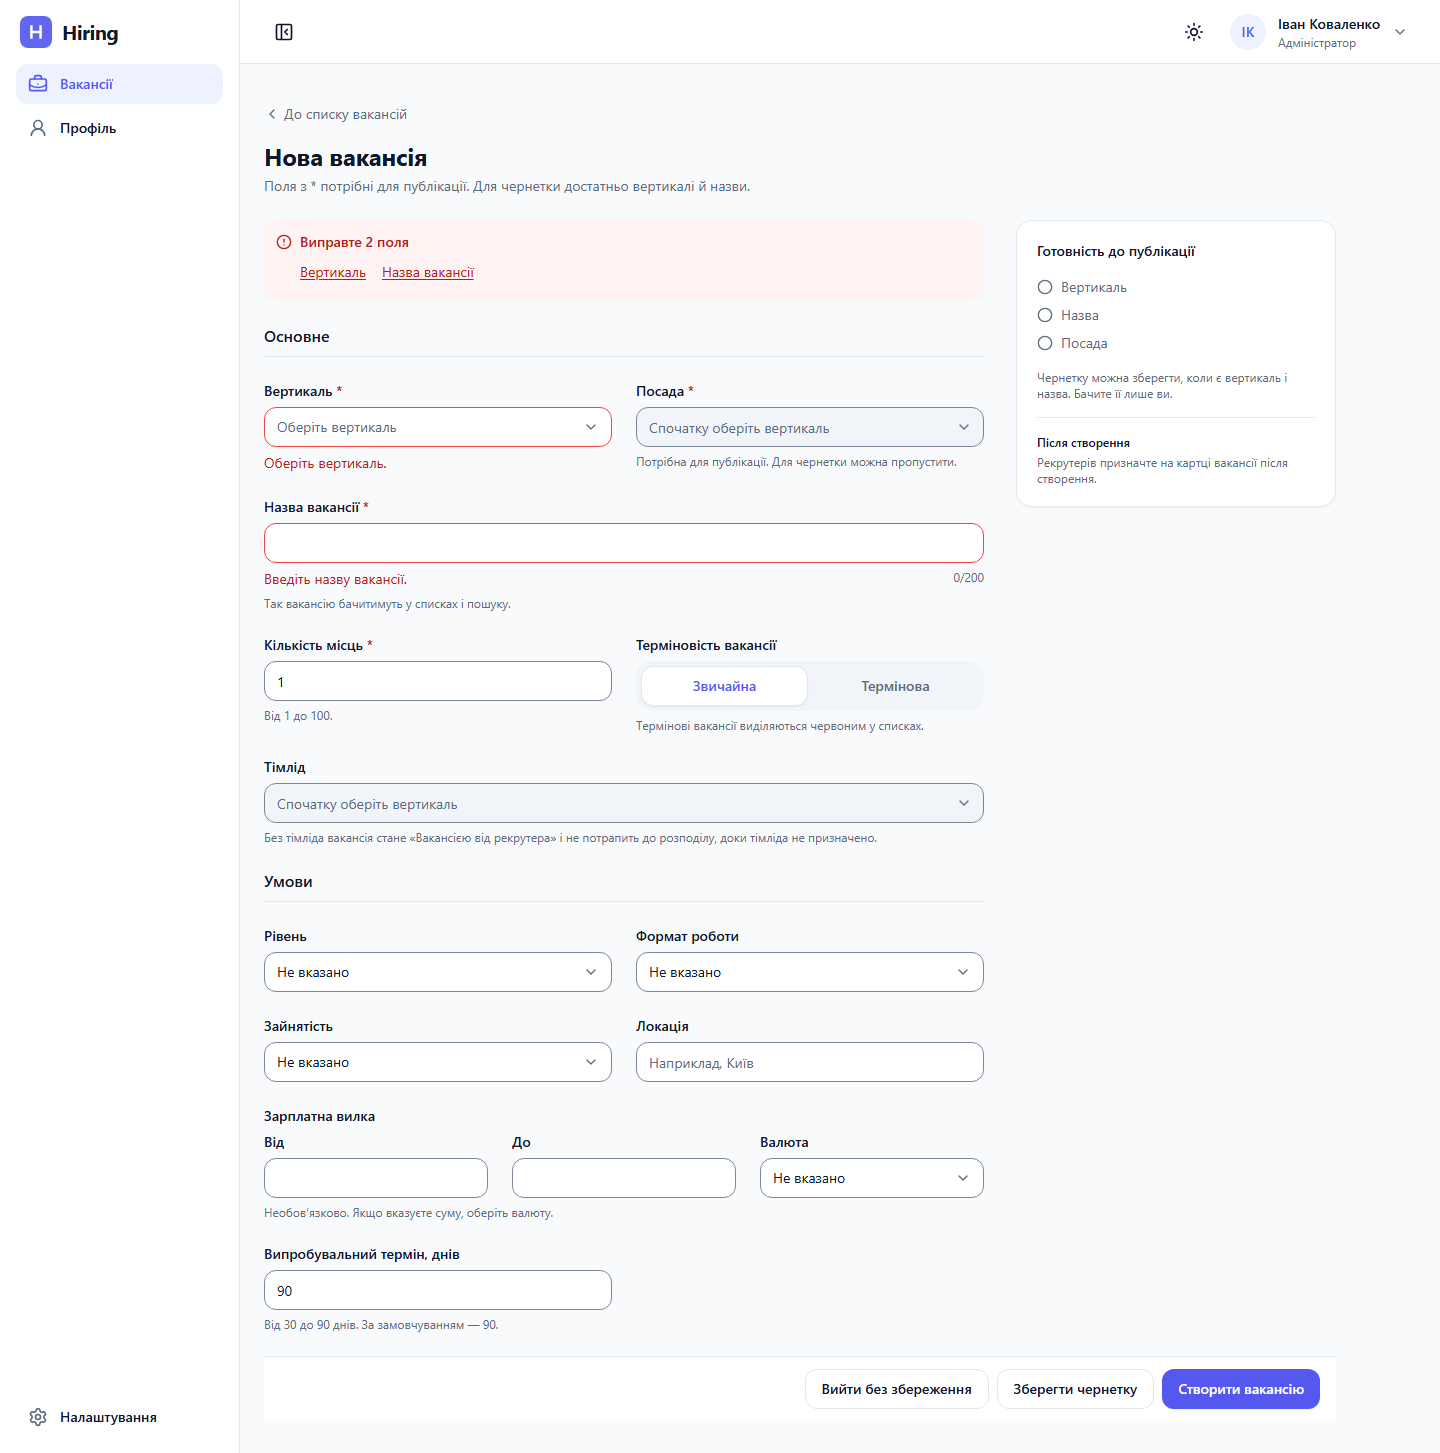 H Hiring
Вакансії
Профіль
Налаштування
ІК
Іван Коваленко
Адміністратор
До списку вакансій
Нова вакансія
Поля з * потрібні для публікації. Для чернетки достатньо вертикалі й назви.
Виправте 2 поля
Вертикаль Назва вакансії
Основне
Вертикаль *
Оберіть вертикаль
Оберіть вертикаль.
Посада *
Спочатку оберіть вертикаль
Потрібна для публікації. Для чернетки можна пропустити.
Назва вакансії *
Введіть назву вакансії.
0/200
Так вакансію бачитимуть у списках і пошуку.
Кількість місць *
1
Від 1 до 100.
Терміновість вакансії
Звичайна Термінова
Термінові вакансії виділяються червоним у списках.
Тімлід
Спочатку оберіть вертикаль
Без тімліда вакансія стане «Вакансією від рекрутера» і не потрапить до розподілу, доки тімліда не призначено.
Умови
Рівень
Не вказано
Формат роботи
Не вказано
Зайнятість
Не вказано
Локація
Наприклад, Київ
Зарплатна вилка
Від
До
Валюта
Не вказано
Необов’язково. Якщо вказуєте суму, оберіть валюту.
Випробувальний термін, днів
90
Від 30 до 90 днів. За замовчуванням — 90.
Вийти без збереження Зберегти чернетку Створити вакансію
Готовність до публікації
Вертикаль
Назва
Посада
Чернетку можна зберегти, коли є вертикаль і
назва. Бачите її лише ви.
Після створення
Рекрутерів призначте на картці вакансії після
створення.